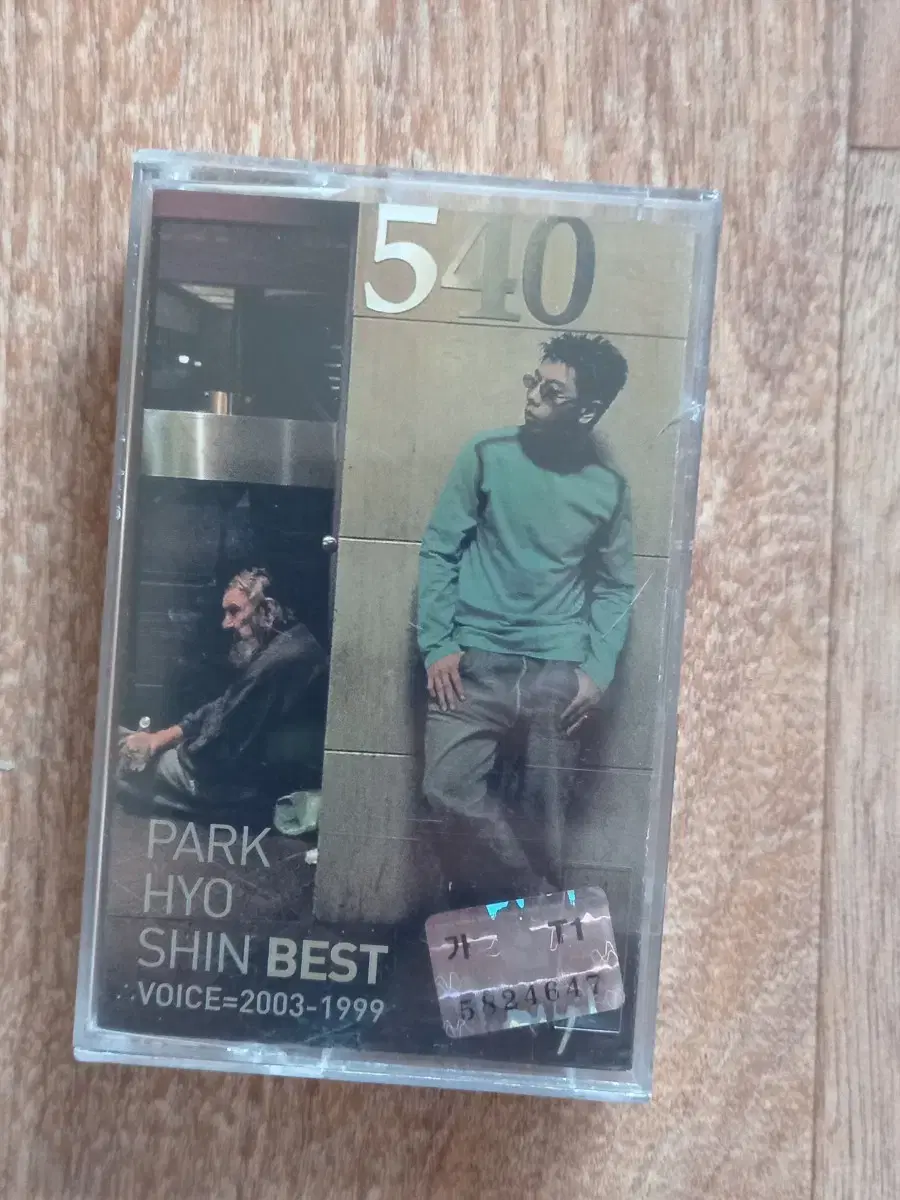 540
PARK
HYO
SHIN BEST
VOICE=2003-1999
가 T1
5824647